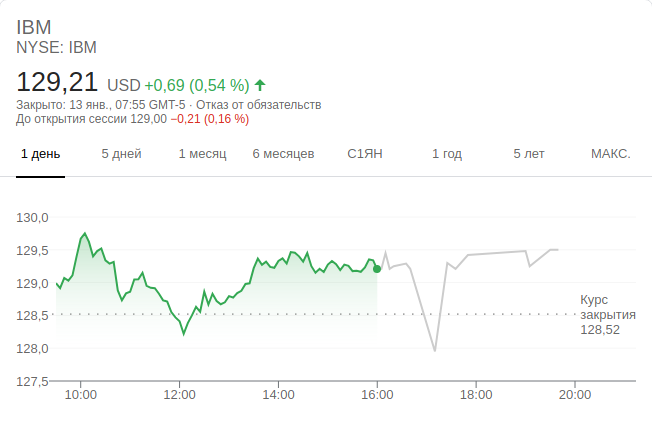 IBM
NYSE: IBM
129,21 USD +0,69 (0,54 %)
Закрыто: 13 янв., 07:55 GMT-5 · Отказ от обязательств
До открытия сессии 129,00 −0,21 (0,16 %)
1 день 5 дней 1 месяц 6 месяцев С1ЯН 1 год 5 лет МАКС.
130,0
129,5
129,0
128,5
128,0
127,5
Курс
закрытия
128,52
10:00 12:00 14:00 16:00 18:00 20:00